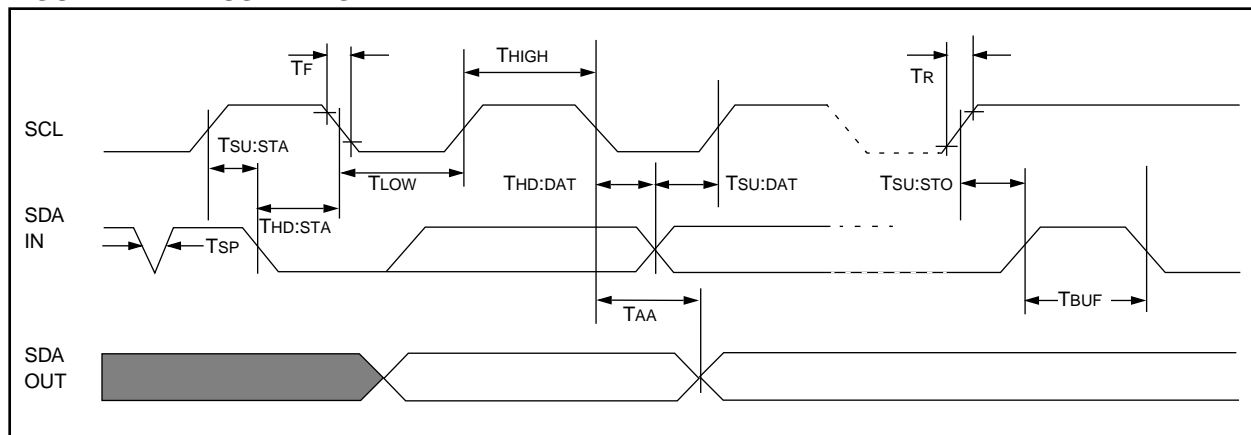 TF
THIGH
TR
SCL
TSU:STA
TLOW
THD:DAT
TSU:DAT
TSU:STO
SDA
IN
THD:STA
TSP
TAA
TBUF
SDA
OUT